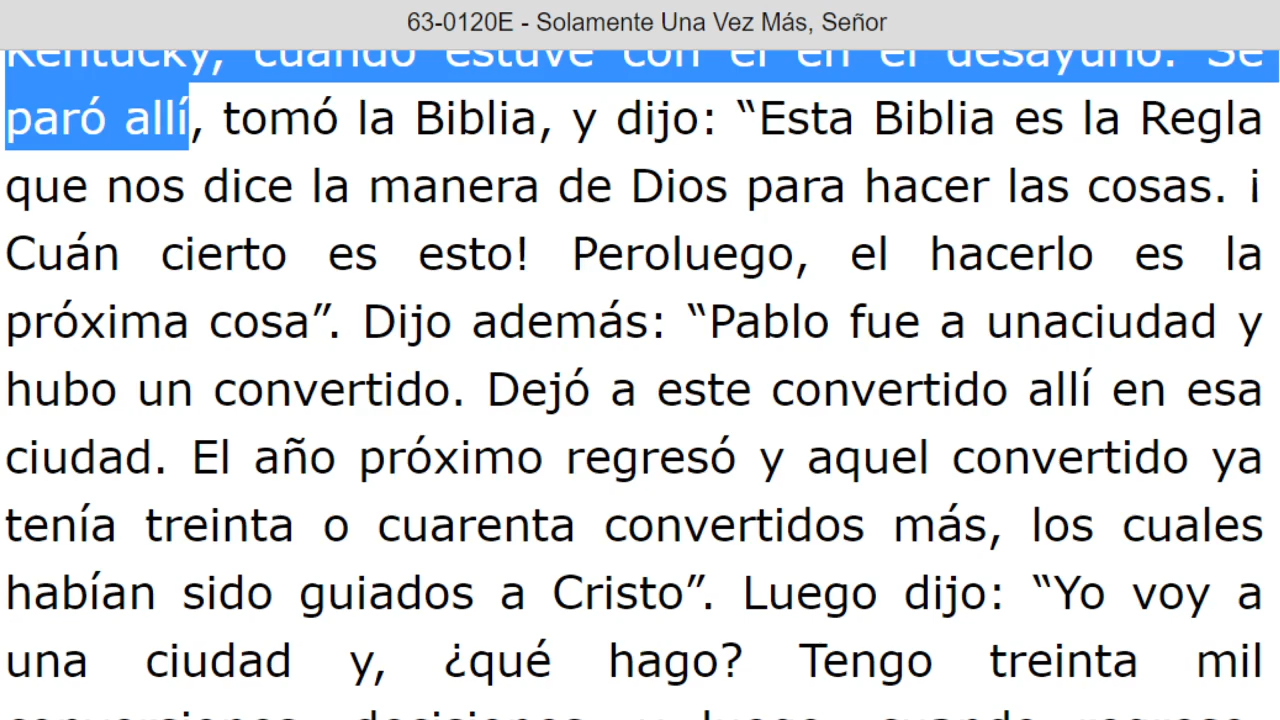 63-0120E - Solamente Una Vez Más, Señor
Kentucky, cuando estuve con él en el desayuno. Se
paró allí, tomó la Biblia, y dijo: “Esta Biblia es la Regla
que nos dice la manera de Dios para hacer las cosas. ¡
Cuán cierto es esto! Peroluego, el hacerlo es la
próxima cosa”. Dijo además: “Pablo fue a unaciudad y
hubo un convertido. Dejó a este convertido allí en esa
ciudad. El año próximo regresó y aquel convertido ya
tenía treinta o cuarenta convertidos más, los cuales
habían sido guiados a Cristo”. Luego dijo: “Yo voy a
una ciudad y, ¿qué hago? Tengo treinta mil